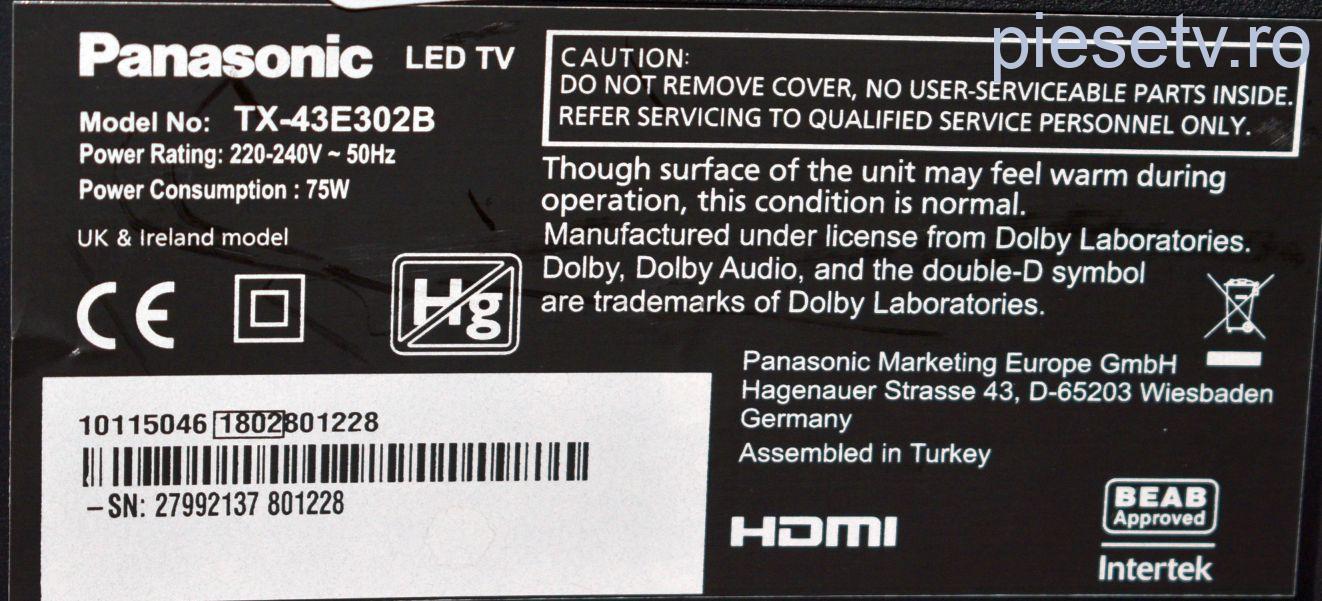 piesetv.ro
Panasonic LED TV
Model No: TX-43E302B
Power Rating: 220-240V ~ 50Hz
Power Consumption : 75W
UK & Ireland model
CE
Hg
CAUTION:
DO NOT REMOVE COVER, NO USER-SERVICEABLE PARTS INSIDE.
REFER SERVICING TO QUALIFIED SERVICE PERSONNEL ONLY.
Though surface of the unit may feel warm during
operation, this condition is normal.
Manufactured under license from Dolby Laboratories.
Dolby, Dolby Audio, and the double-D symbol
are trademarks of Dolby Laboratories.
Panasonic Marketing Europe GmbH
Hagenauer Strasse 43, D-65203 Wiesbaden
Germany
Assembled in Turkey
10115046 1802801228
–SN: 27992137 801228
HDMI
BEAB
Approved
Intertek